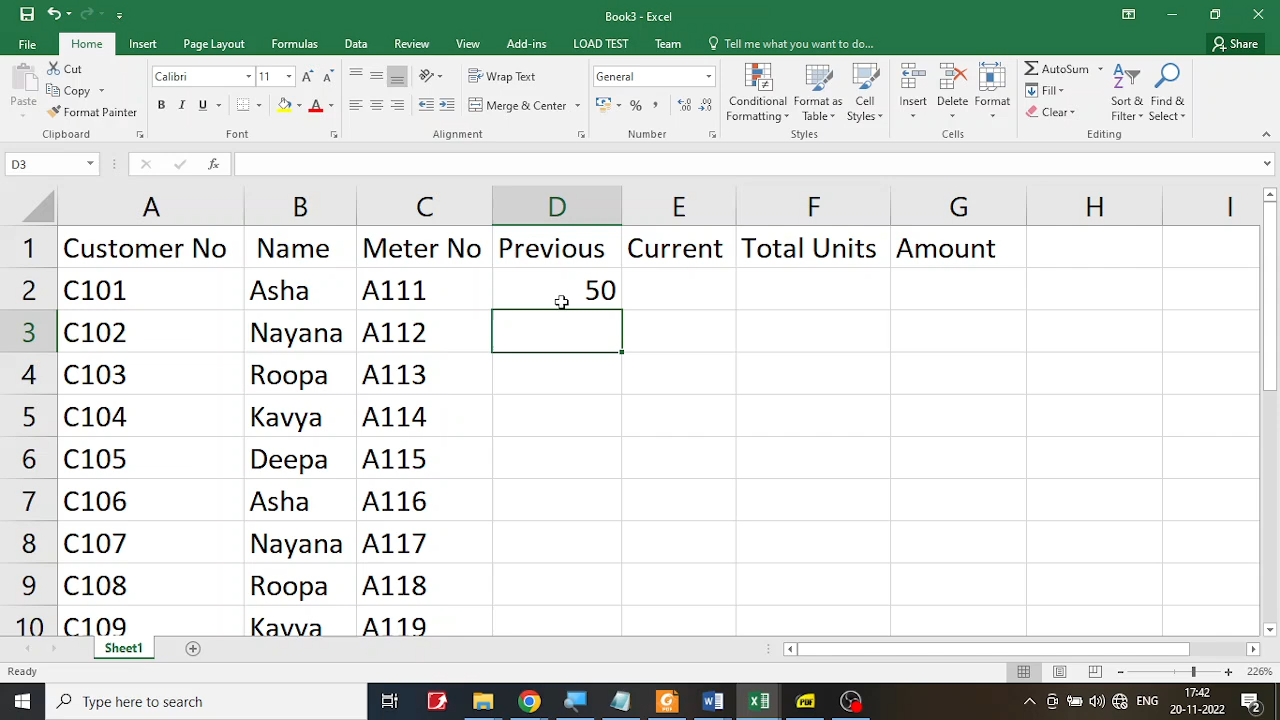 Book3 - Excel
File Home Insert Page Layout Formulas Data Review View Add-ins LOAD TEST Team Tell me what you want to do... Share
Cut
Copy
Format Painter
Paste
Clipboard
Calibri 11
B I U A
Font
Wrap Text
Merge & Center
Alignment
General
%
Number
Conditional Formatting
Format as Table
Cell Styles
Styles
Insert Delete Format
Cells
AutoSum
Fill
Clear
Sort & Filter
Find & Select
Editing
D3 fx
A B C D E F G H I
1 Customer No Name Meter No Previous Current Total Units Amount
2 C101 Asha A111 50
3 C102 Nayana A112
4 C103 Roopa A113
5 C104 Kavya A114
6 C105 Deepa A115
7 C106 Asha A116
8 C107 Nayana A117
9 C108 Roopa A118
10 C109 Kavya A119
Sheet1
Ready 226%
Type here to search ENG 17:42
20-11-2022 2